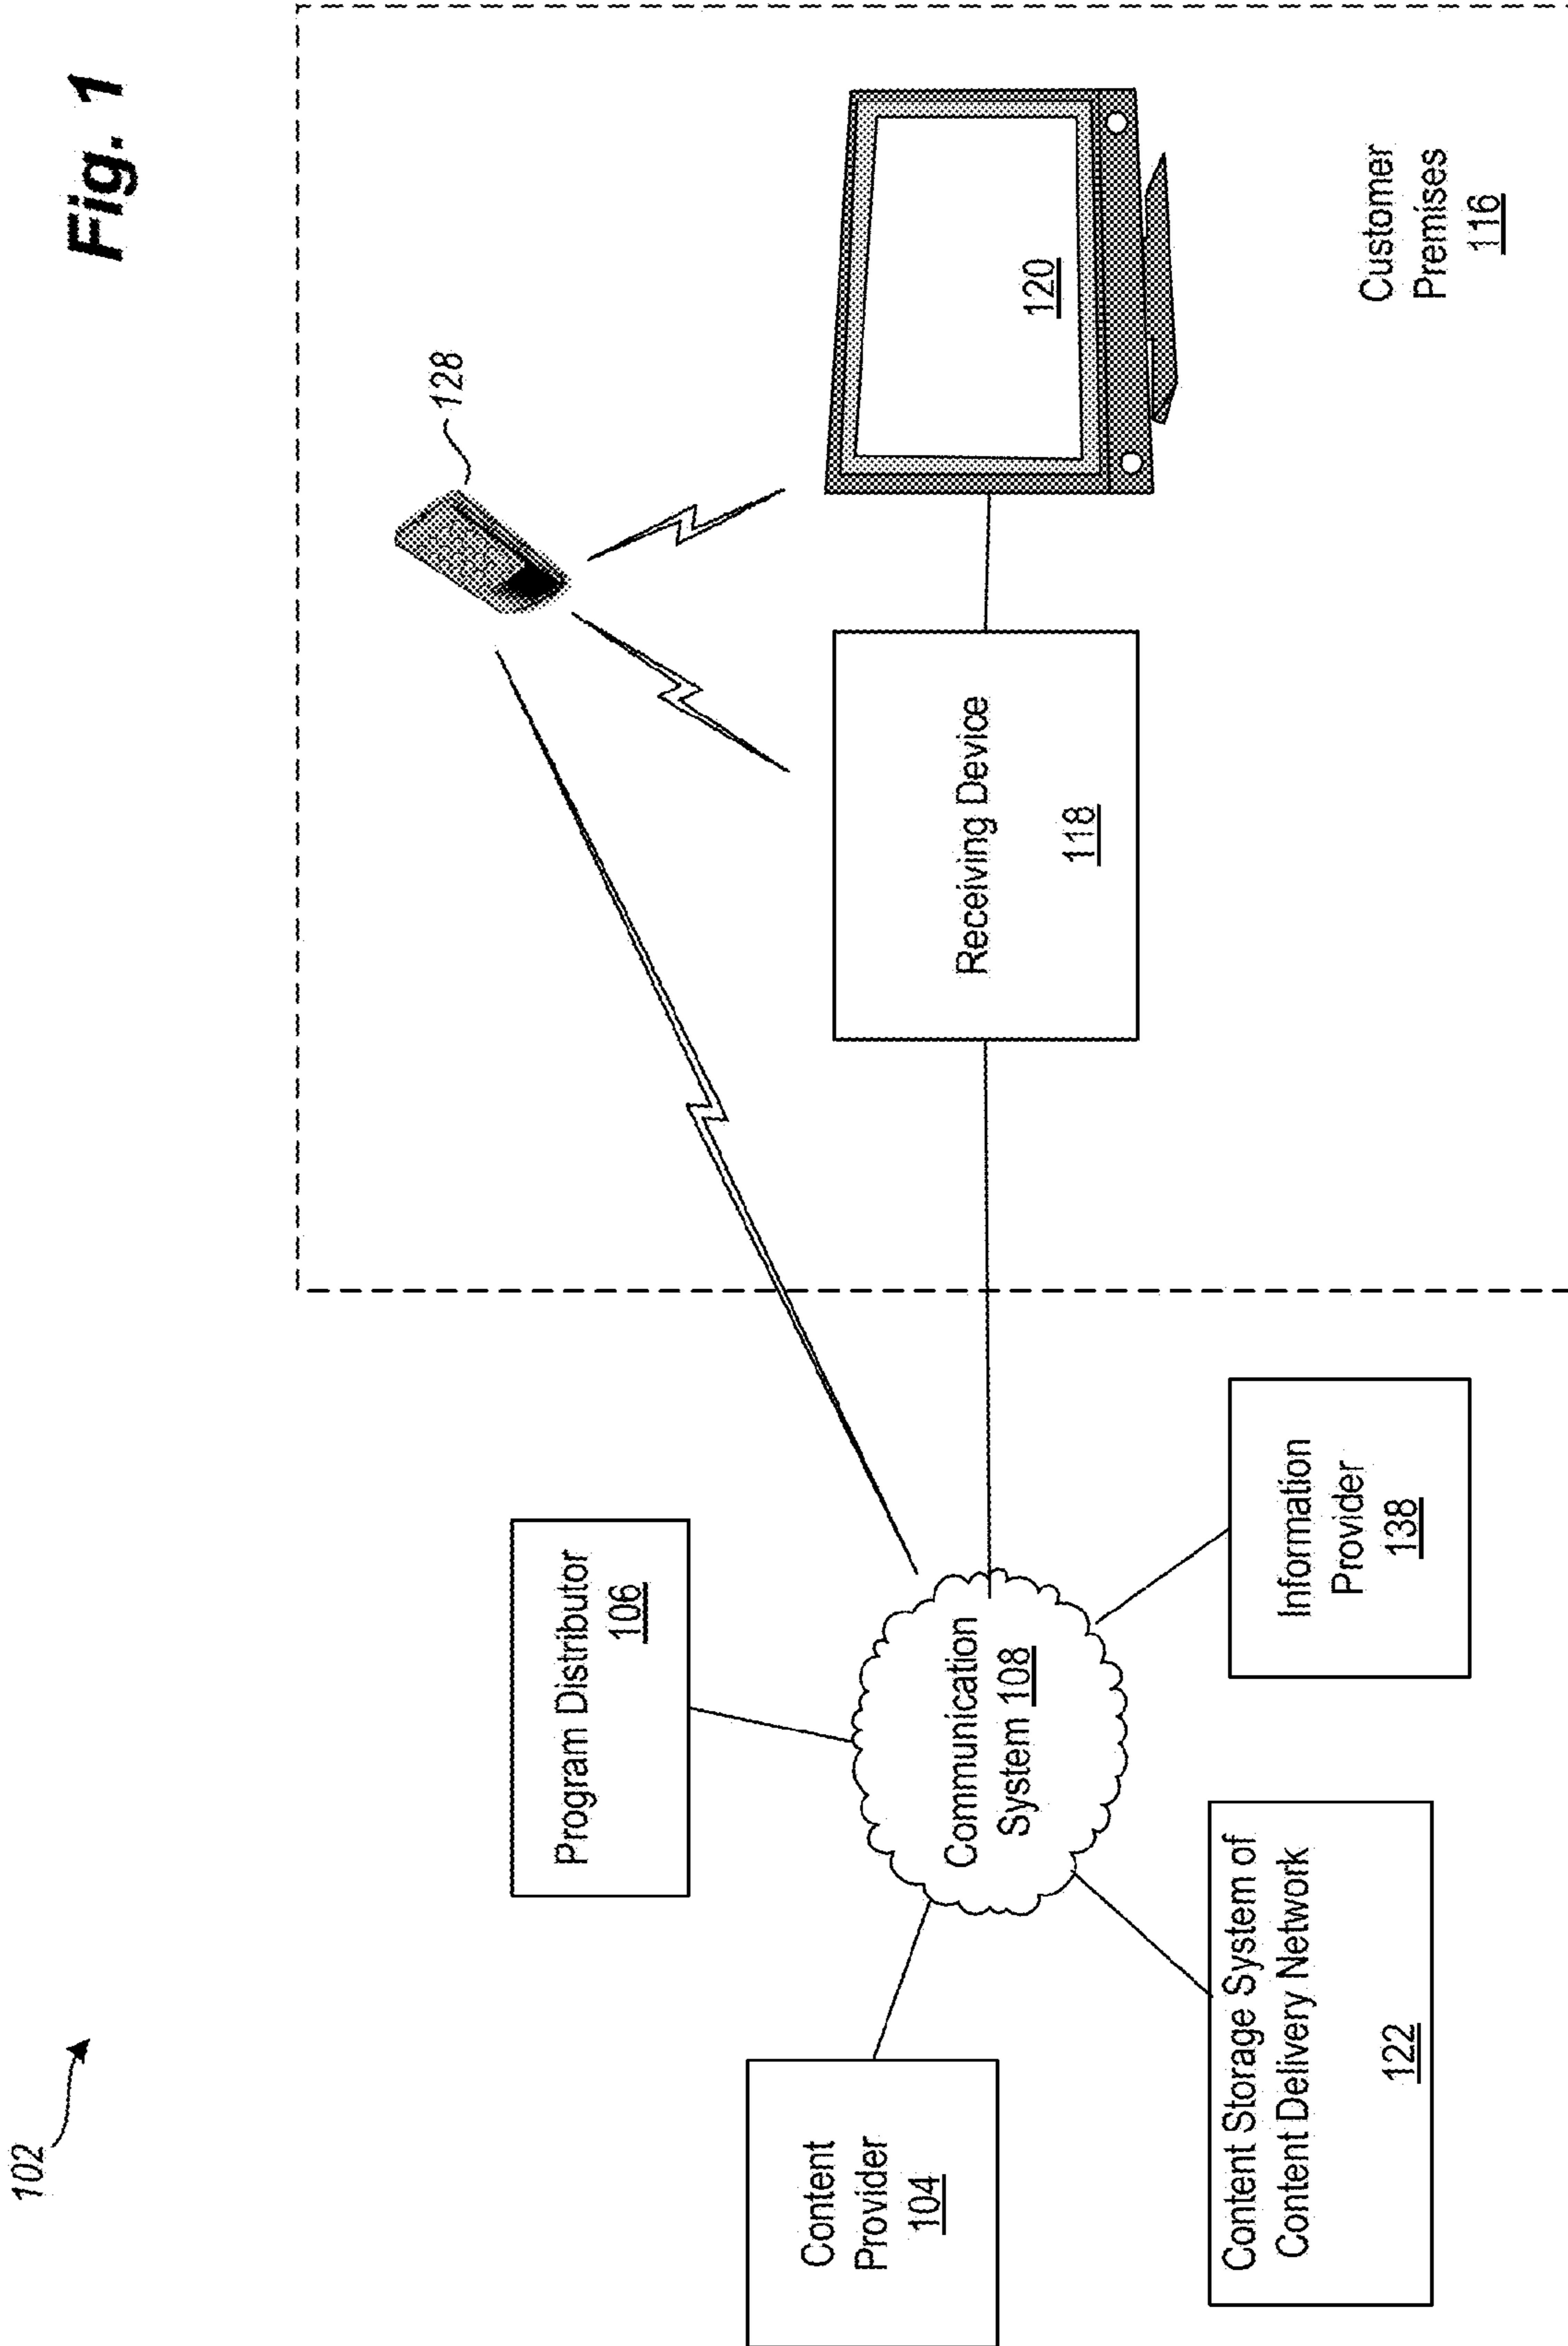 Fig. 1
102
Program Distributor
106
Content
Provider
104
Communication
System 108
Content Storage System of
Content Delivery Network
122
Information
Provider
138
128
Receiving Device
118
120
Customer
Premises
116